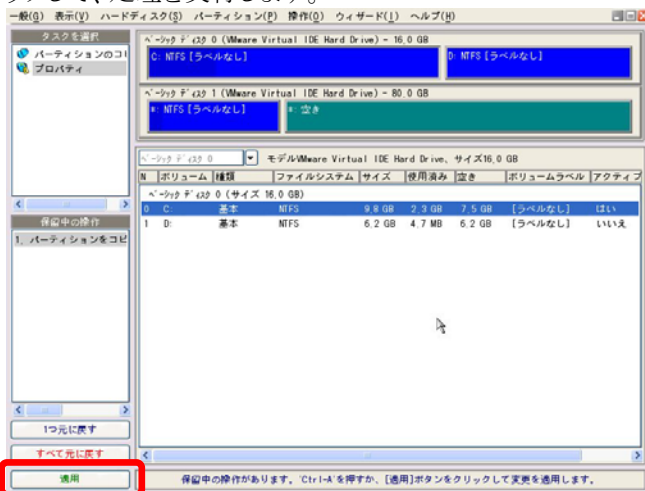 クして、処理を実行します。
一般(G) 表示(V) ハードディスク(S) パーティション(P) 操作(O) ウィザード(I) ヘルプ(H)
タスクを選択
パーティションのコ
プロパティ
ベーシック ディスク 0 (VMware Virtual IDE Hard Drive) - 16,0 GB
C: NTFS [ラベルなし]
D: NTFS [ラベルなし]
ベーシック ディスク 1 (VMware Virtual IDE Hard Drive) - 80,0 GB
*: NTFS [ラベルなし]
*: 空き
ベーシック ディスク 0 モデルVMware Virtual IDE Hard Drive、サイズ16,0 GB
N ボリューム 種類 ファイルシステム サイズ 使用済み 空き ボリュームラベル アクティブ
ベーシック ディスク 0 (サイズ 16,0 GB)
0 C: 基本 NTFS 9,8 GB 2,3 GB 7,5 GB [ラベルなし] はい
1 D: 基本 NTFS 6,2 GB 4,7 MB 6,2 GB [ラベルなし] いいえ
保留中の操作
1. パーティションをコピ
1つ元に戻す
すべて元に戻す
適用
保留中の操作があります。'Ctrl-A'を押すか、[適用]ボタンをクリックして変更を適用します。